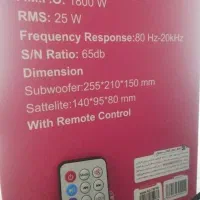 1800 W
RMS: 25 W
Frequency Response:80 Hz-20kHz
S/N Ratio: 65db
Dimension
Subwoofer:255*210*150 mm
Sattelite:140*95*80 mm
With Remote Control